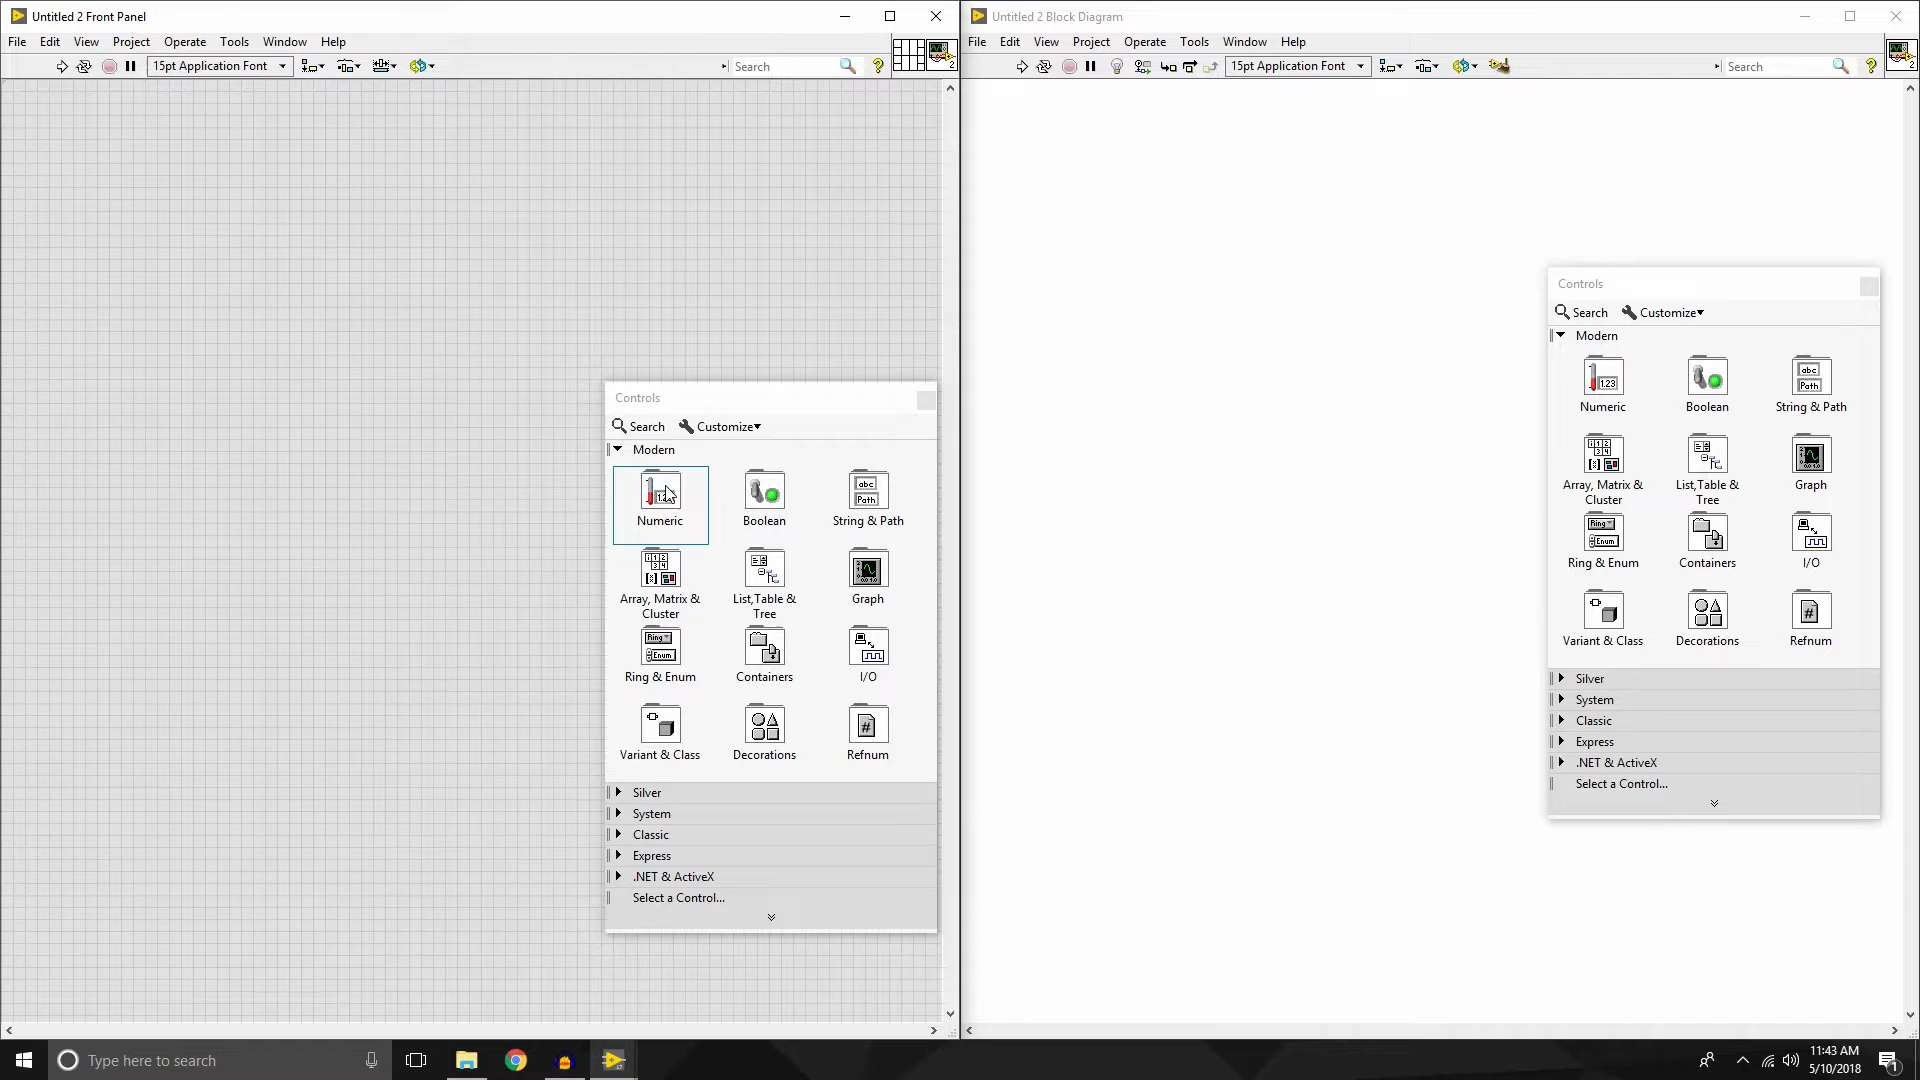 Untitled 2 Front Panel
File Edit View Project Operate Tools Window Help
15pt Application Font
Search
2
Controls
Search Customize
Modern
Numeric Boolean String & Path
Array, Matrix & Cluster List,Table & Tree Graph
Ring & Enum Containers I/O
Variant & Class Decorations Refnum
Silver
System
Classic
Express
.NET & ActiveX
Select a Control...
Untitled 2 Block Diagram
File Edit View Project Operate Tools Window Help
15pt Application Font
Search
2
Controls
Search Customize
Modern
Numeric Boolean String & Path
Array, Matrix & Cluster List,Table & Tree Graph
Ring & Enum Containers I/O
Variant & Class Decorations Refnum
Silver
System
Classic
Express
.NET & ActiveX
Select a Control...
Type here to search
11:43 AM
5/10/2018
1